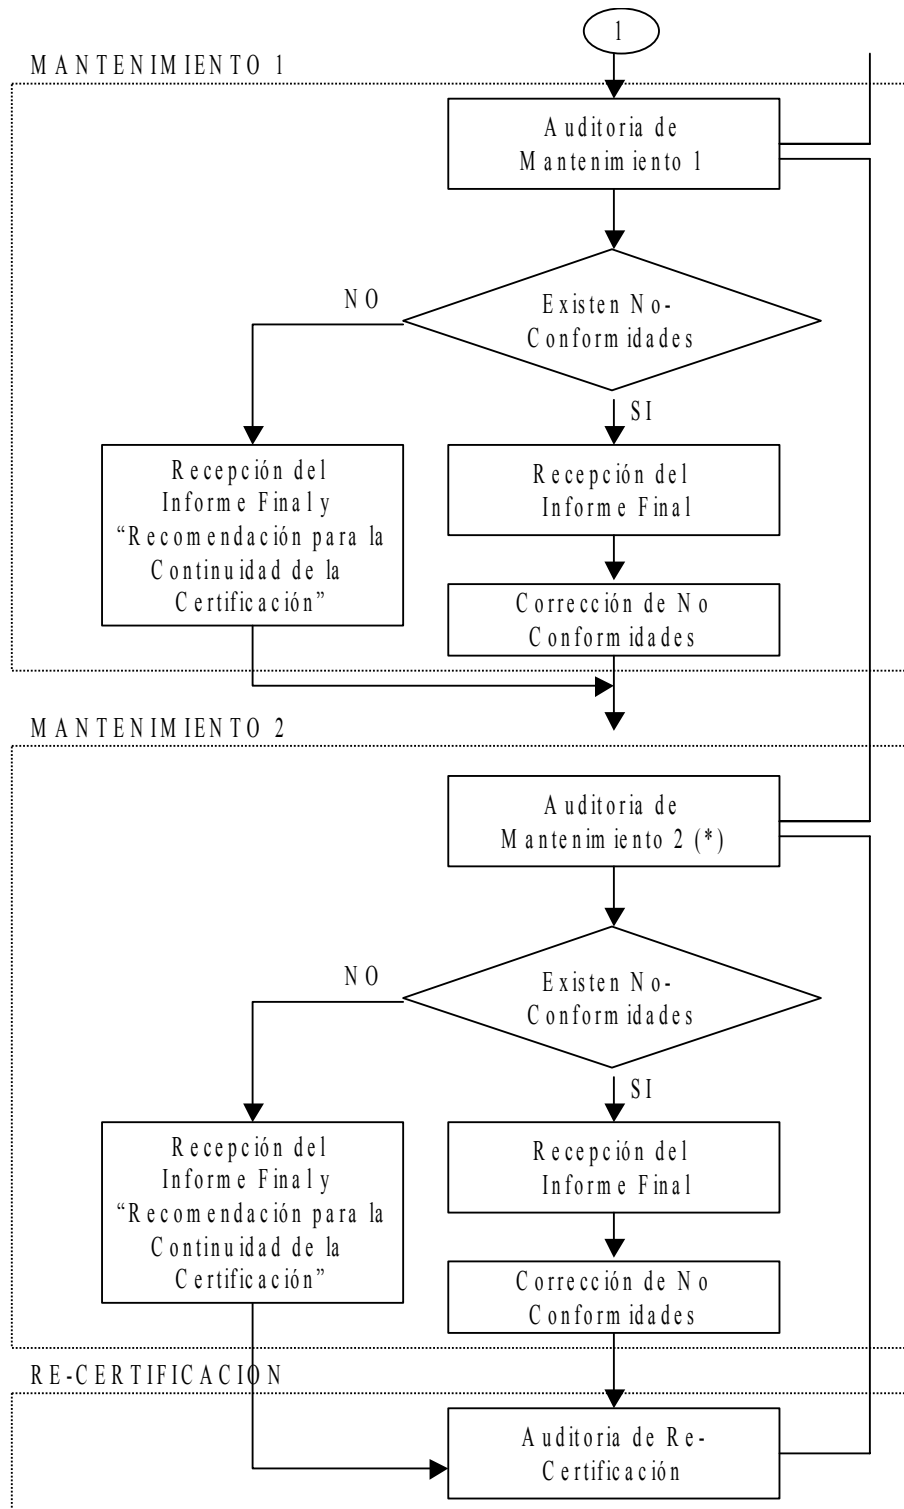 1
MANTENIMIENTO 1
Auditoria de
Mantenimiento 1
NO
Existen No-
Conformidades
SI
Recepción del
Informe Final y
“Recomendación para la
Continuidad de la
Certificación”
Recepción del
Informe Final
Corrección de No
Conformidades
MANTENIMIENTO 2
Auditoria de
Mantenimiento 2 (*)
NO
Existen No-
Conformidades
SI
Recepción del
Informe Final y
“Recomendación para la
Continuidad de la
Certificación”
Recepción del
Informe Final
Corrección de No
Conformidades
RE-CERTIFICACION
Auditoria de Re-
Certificación